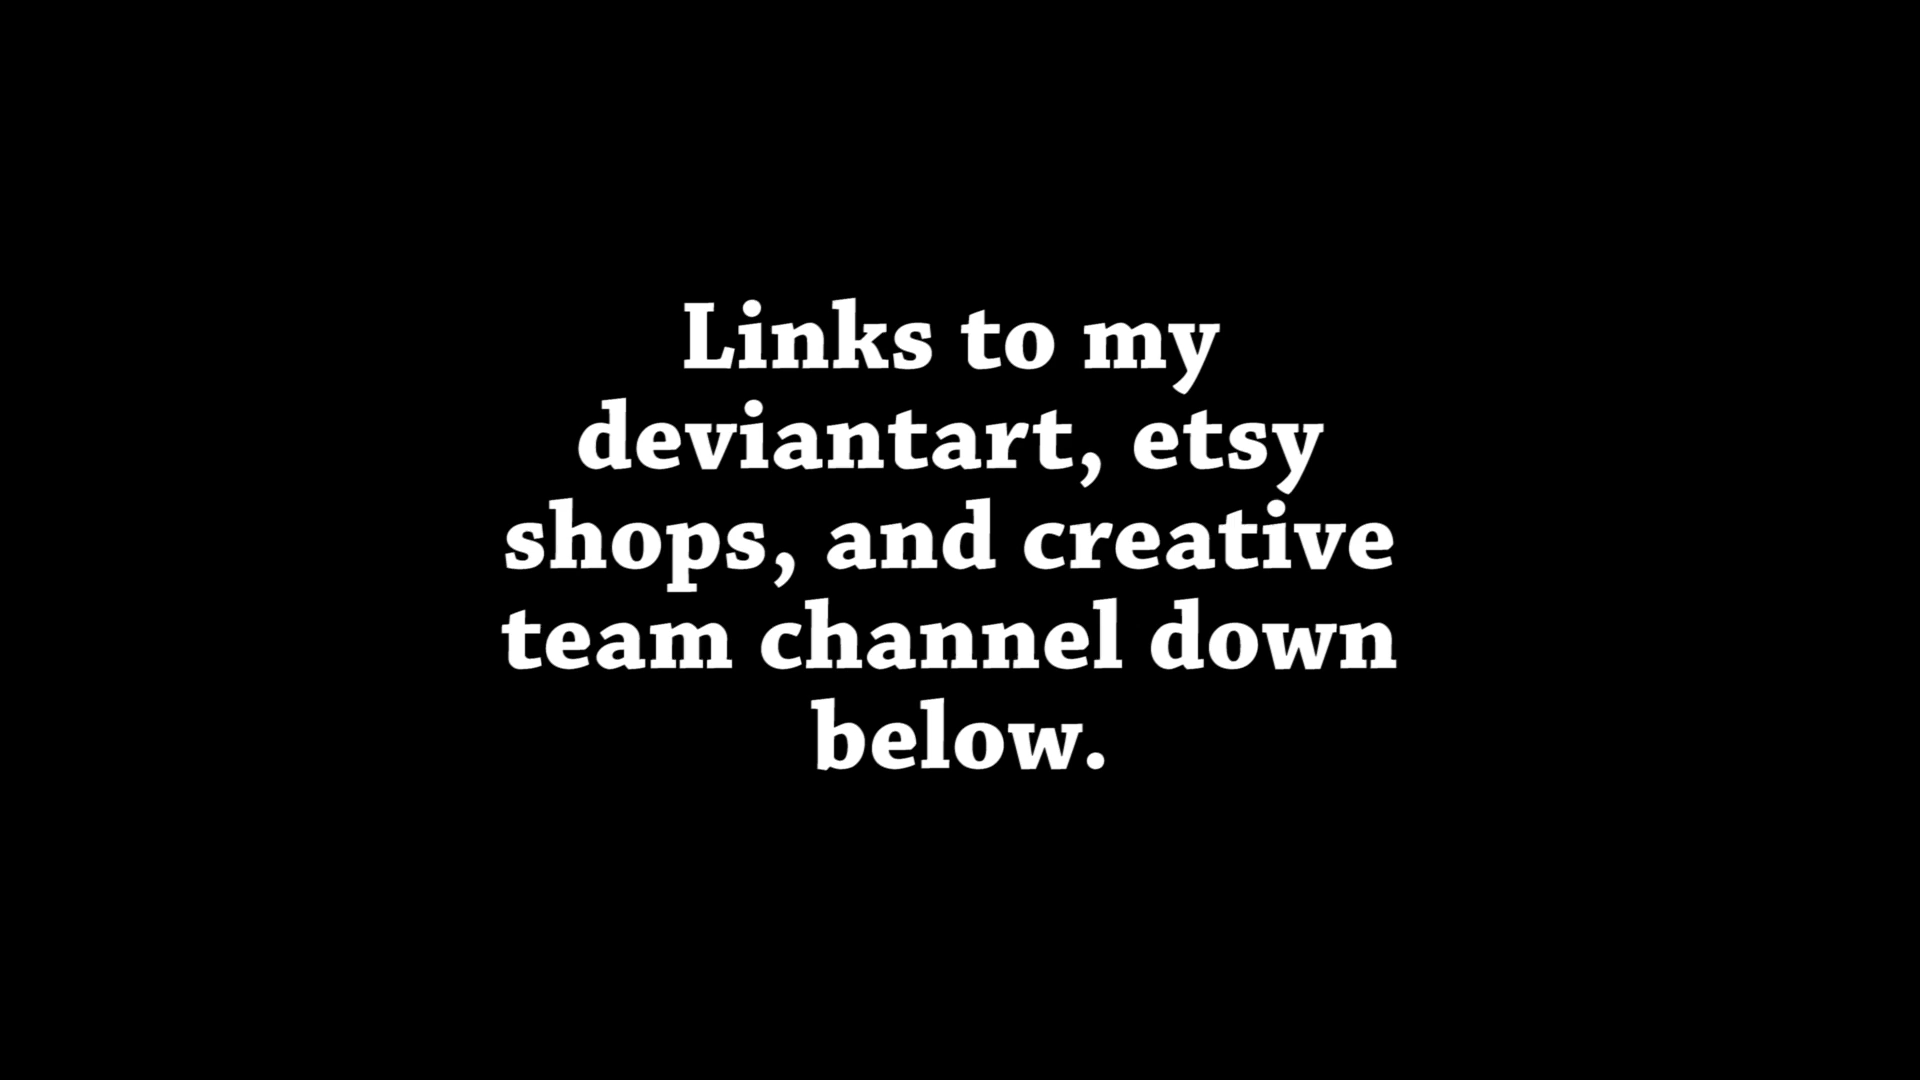 Links to my
deviantart, etsy
shops, and creative
team channel down
below.